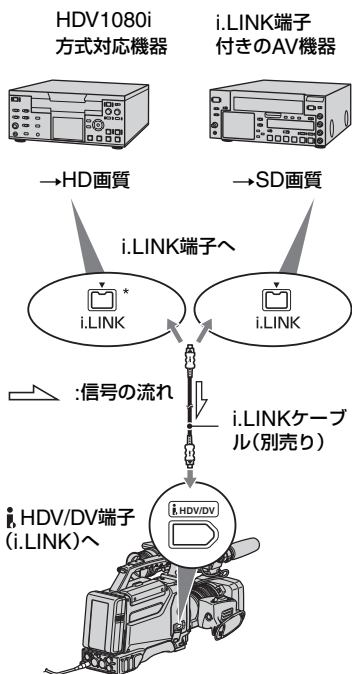 HDV1080i
方式対応機器
i.LINK端子
付きのAV機器
→HD画質
→SD画質
i.LINK端子へ
*
i.LINK
i.LINK
:信号の流れ
i.LINKケーブ
ル(別売り)
HDV/DV
HDV/DV端子
(i.LINK)へ